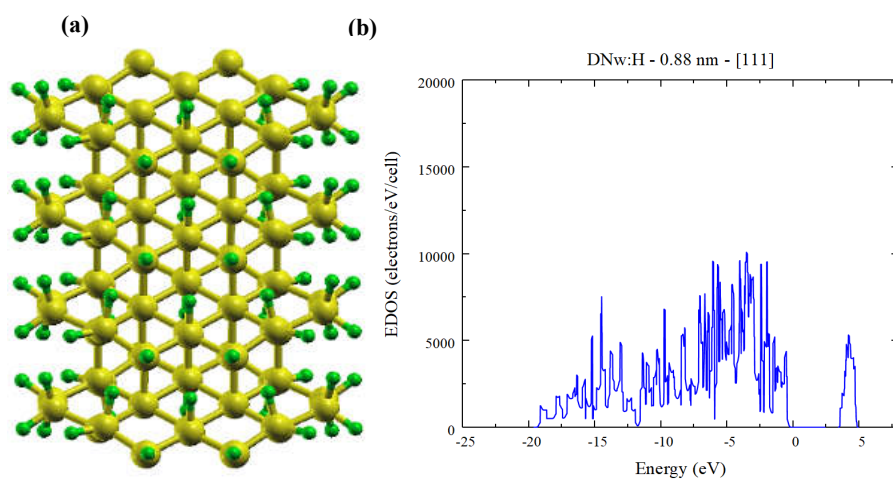 (a)
(b)
DNw:H - 0.88 nm - [111]
EDOS (electrons/eV/cell)
20000
15000
10000
5000
0
-25
-20
-15
-10
-5
0
5
Energy (eV)